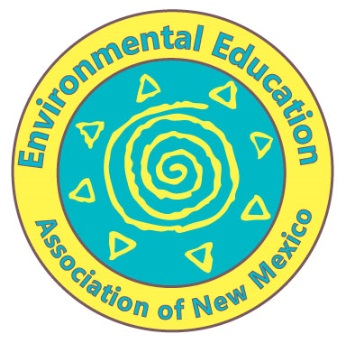 Environmental Education
Association of New Mexico